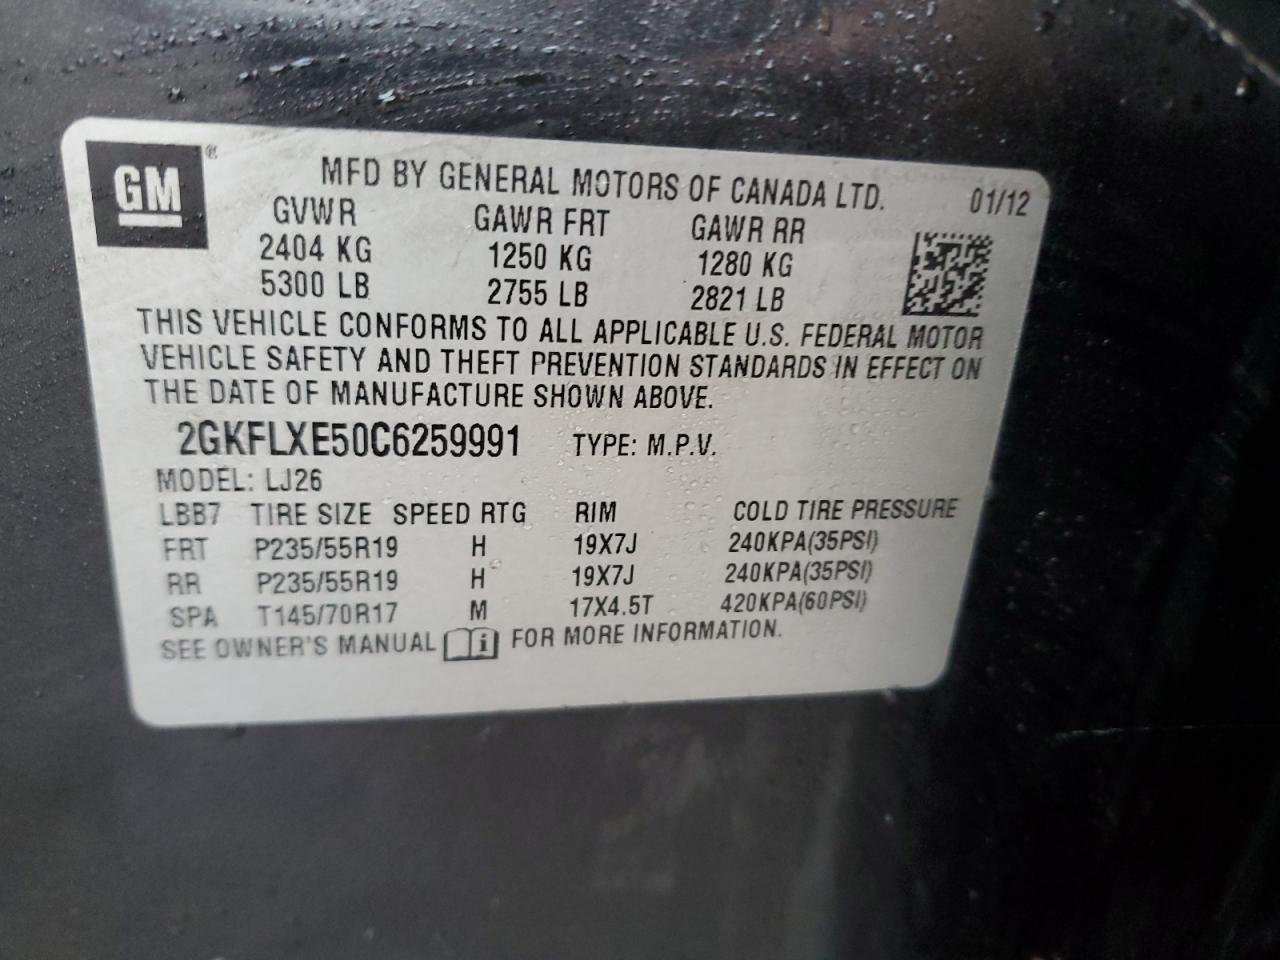 GM ®
MFD BY GENERAL MOTORS OF CANADA LTD. 01/12
GVWR GAWR FRT GAWR RR
2404 KG 1250 KG 1280 KG
5300 LB 2755 LB 2821 LB
THIS VEHICLE CONFORMS TO ALL APPLICABLE U.S. FEDERAL MOTOR
VEHICLE SAFETY AND THEFT PREVENTION STANDARDS IN EFFECT ON
THE DATE OF MANUFACTURE SHOWN ABOVE.
2GKFLXE50C6259991 TYPE: M.P.V.
MODEL: LJ26
LBB7 TIRE SIZE SPEED RTG RIM COLD TIRE PRESSURE
FRT P235/55R19 H 19X7J 240KPA(35PSI)
RR P235/55R19 H 19X7J 240KPA(35PSI)
SPA T145/70R17 M 17X4.5T 420KPA(60PSI)
SEE OWNER'S MANUAL i FOR MORE INFORMATION.